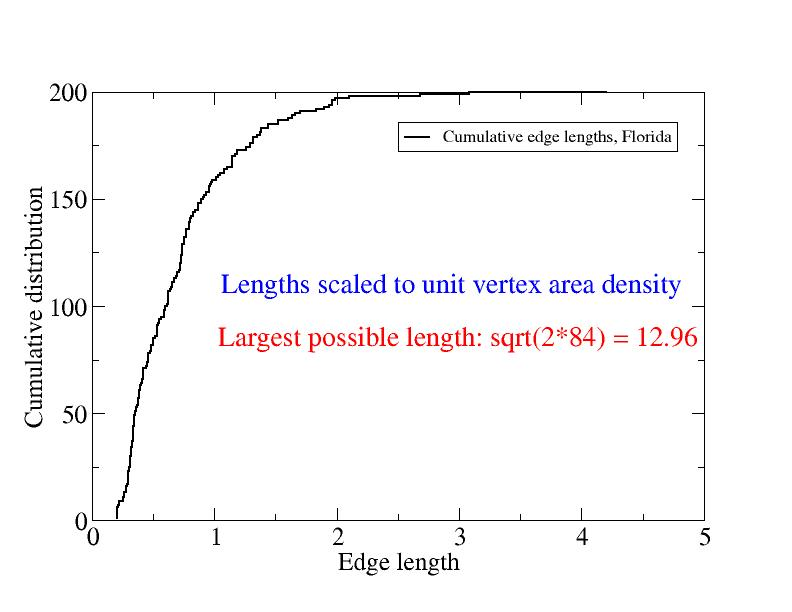 200
150
100
50
0
Cumulative distribution
Cumulative edge lengths, Florida
Lengths scaled to unit vertex area density
Largest possible length: sqrt(2*84) = 12.96
0 1 2 3 4 5
Edge length